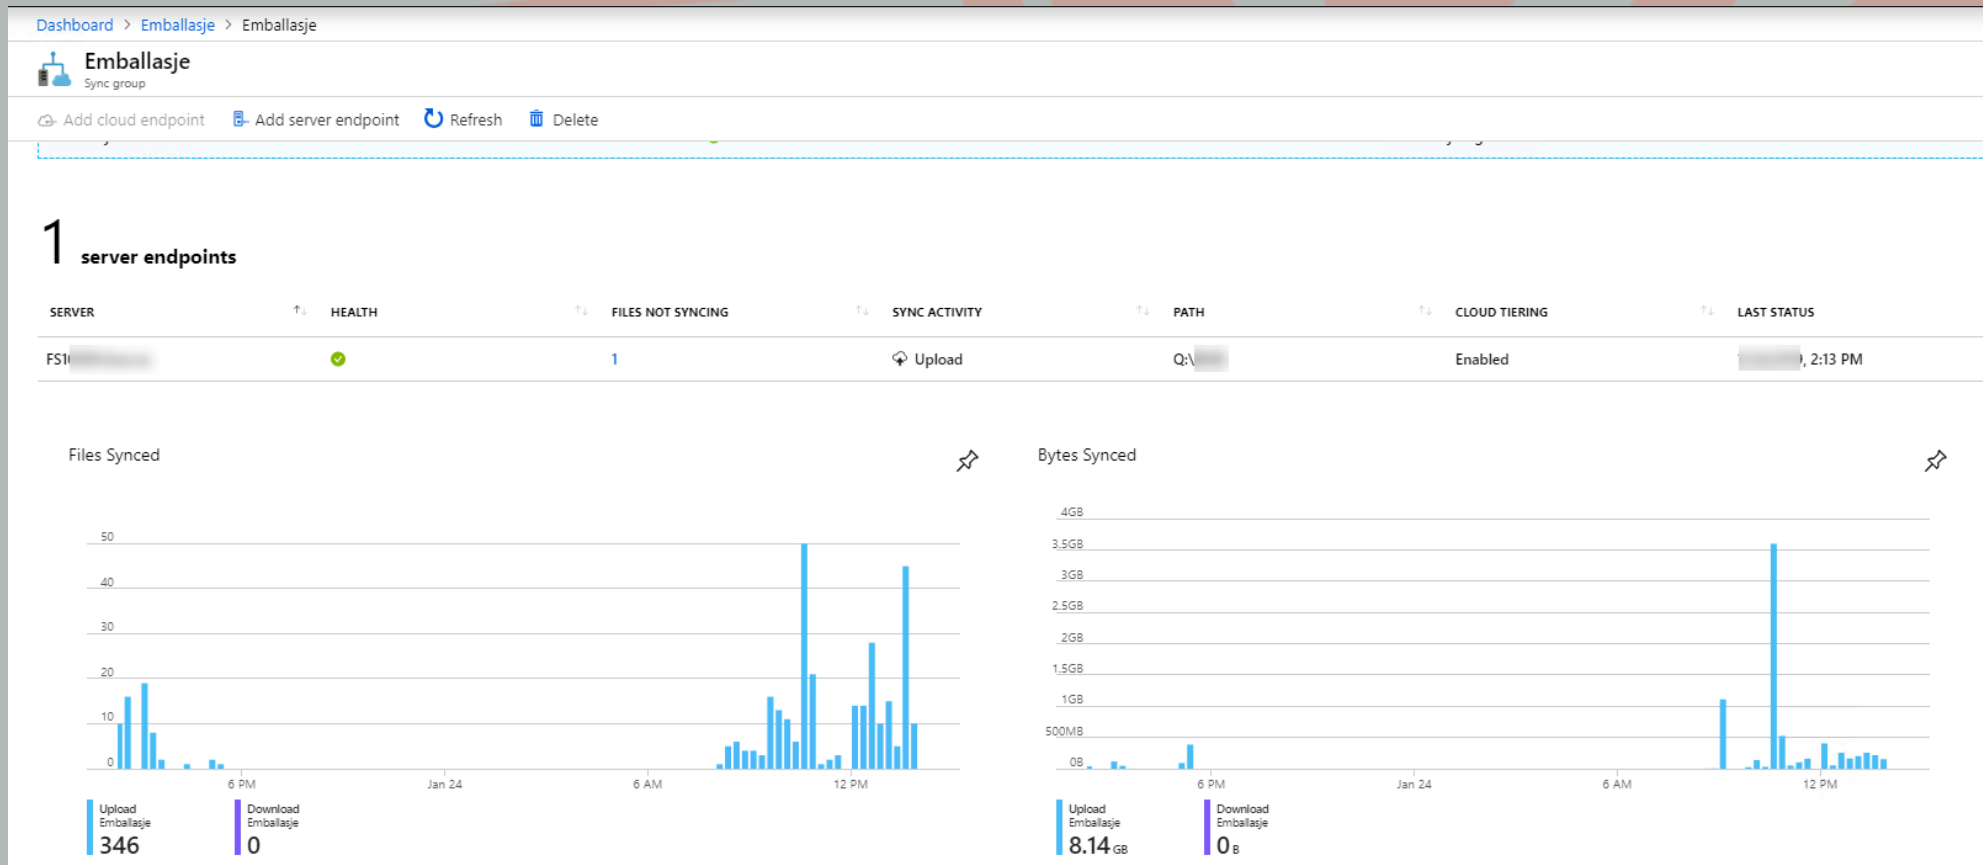 Dashboard > Emballasje > Emballasje
Emballasje
Sync group
Add cloud endpoint Add server endpoint Refresh Delete
1 server endpoints
SERVER HEALTH FILES NOT SYNCING SYNC ACTIVITY PATH CLOUD TIERING LAST STATUS
FS1 1 Upload Q:\ Enabled , 2:13 PM
Files Synced
50
40
30
20
10
0
6 PM Jan 24 6 AM 12 PM
Upload
Emballasje
346
Download
Emballasje
0
Bytes Synced
4GB
3.5GB
3GB
2.5GB
2GB
1.5GB
1GB
500MB
0B
6 PM Jan 24 6 AM 12 PM
Upload
Emballasje
8.14 GB
Download
Emballasje
0 B